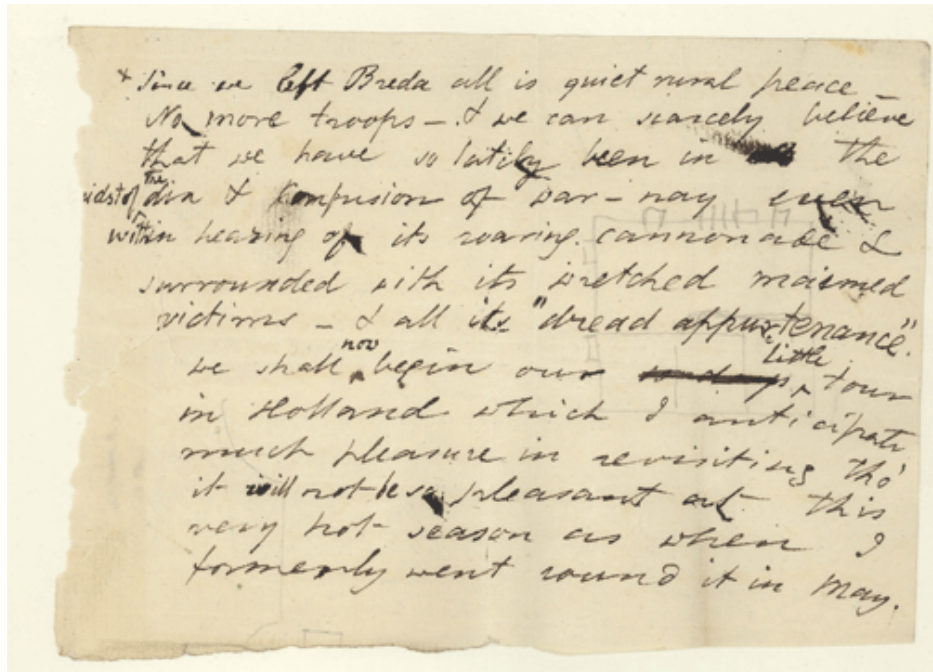 + Since we left Breda all is quiet rural peace –
No more troops – & we can scarcely believe
that we have so lately been in the
midst of the din & Konfusion of war – nay even
within hearing of its roaring cannonade &
surrounded with its wretched maimed
victims – & all its "dread appurtenance".
we shall now begin our little tour
in Holland which I anticipate
much pleasure in revisiting tho'
it will not be so pleasant at this
very hot season as when I
formerly went round it in May.